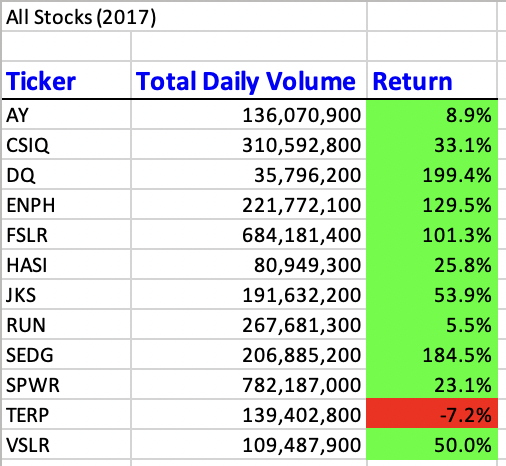 All Stocks (2017)
Ticker Total Daily Volume Return
AY 136,070,900 8.9%
CSIQ 310,592,800 33.1%
DQ 35,796,200 199.4%
ENPH 221,772,100 129.5%
FSLR 684,181,400 101.3%
HASI 80,949,300 25.8%
JKS 191,632,200 53.9%
RUN 267,681,300 5.5%
SEDG 206,885,200 184.5%
SPWR 782,187,000 23.1%
TERP 139,402,800 -7.2%
VSLR 109,487,900 50.0%